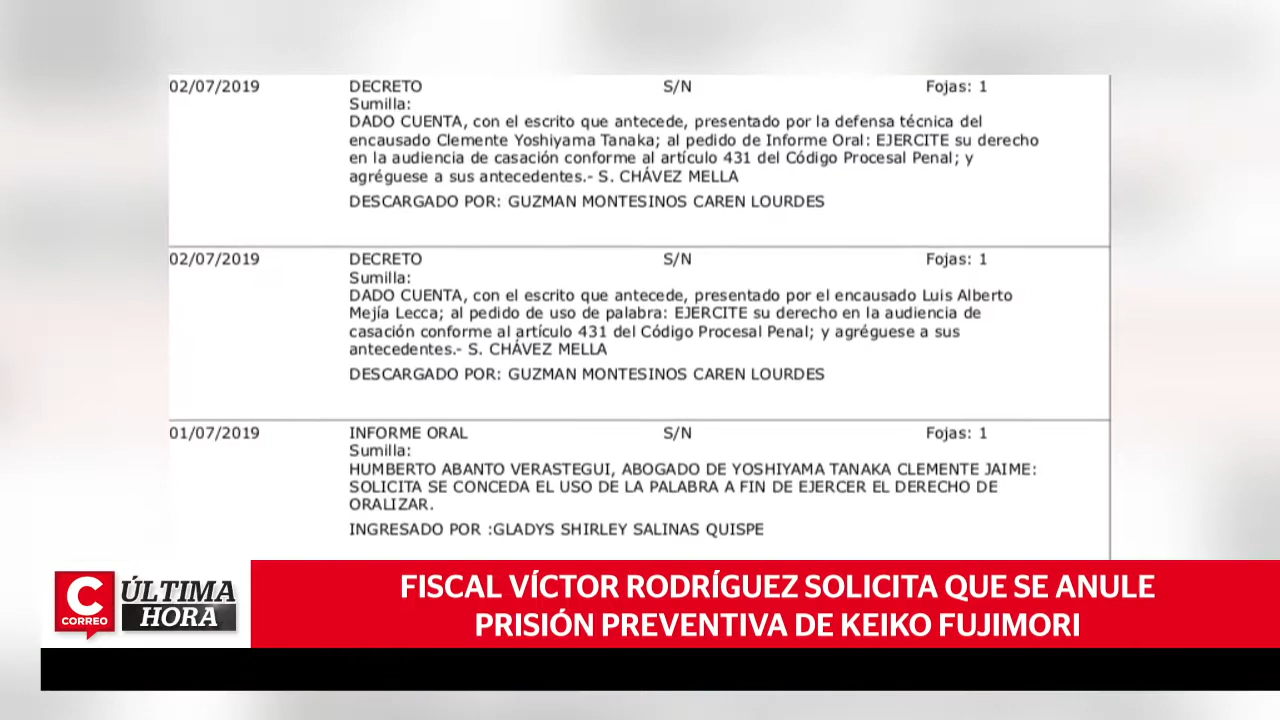 02/07/2019 DECRETO S/N Fojas: 1
Sumilla:
DADO CUENTA, con el escrito que antecede, presentado por la defensa técnica del
encausado Clemente Yoshiyama Tanaka; al pedido de Informe Oral: EJERCITE su derecho
en la audiencia de casación conforme al artículo 431 del Código Procesal Penal; y
agréguese a sus antecedentes.- S. CHÁVEZ MELLA
DESCARGADO POR: GUZMAN MONTESINOS CAREN LOURDES
02/07/2019 DECRETO S/N Fojas: 1
Sumilla:
DADO CUENTA, con el escrito que antecede, presentado por el encausado Luis Alberto
Mejía Lecca; al pedido de uso de palabra: EJERCITE su derecho en la audiencia de
casación conforme al artículo 431 del Código Procesal Penal; y agréguese a sus
antecedentes.- S. CHÁVEZ MELLA
DESCARGADO POR: GUZMAN MONTESINOS CAREN LOURDES
01/07/2019 INFORME ORAL S/N Fojas: 1
Sumilla:
HUMBERTO ABANTO VERASTEGUI, ABOGADO DE YOSHIYAMA TANAKA CLEMENTE JAIME:
SOLICITA SE CONCEDA EL USO DE LA PALABRA A FIN DE EJERCER EL DERECHO DE
ORALIZAR.
INGRESADO POR :GLADYS SHIRLEY SALINAS QUISPE
C CORREO
ÚLTIMA
HORA
FISCAL VÍCTOR RODRÍGUEZ SOLICITA QUE SE ANULE
PRISIÓN PREVENTIVA DE KEIKO FUJIMORI